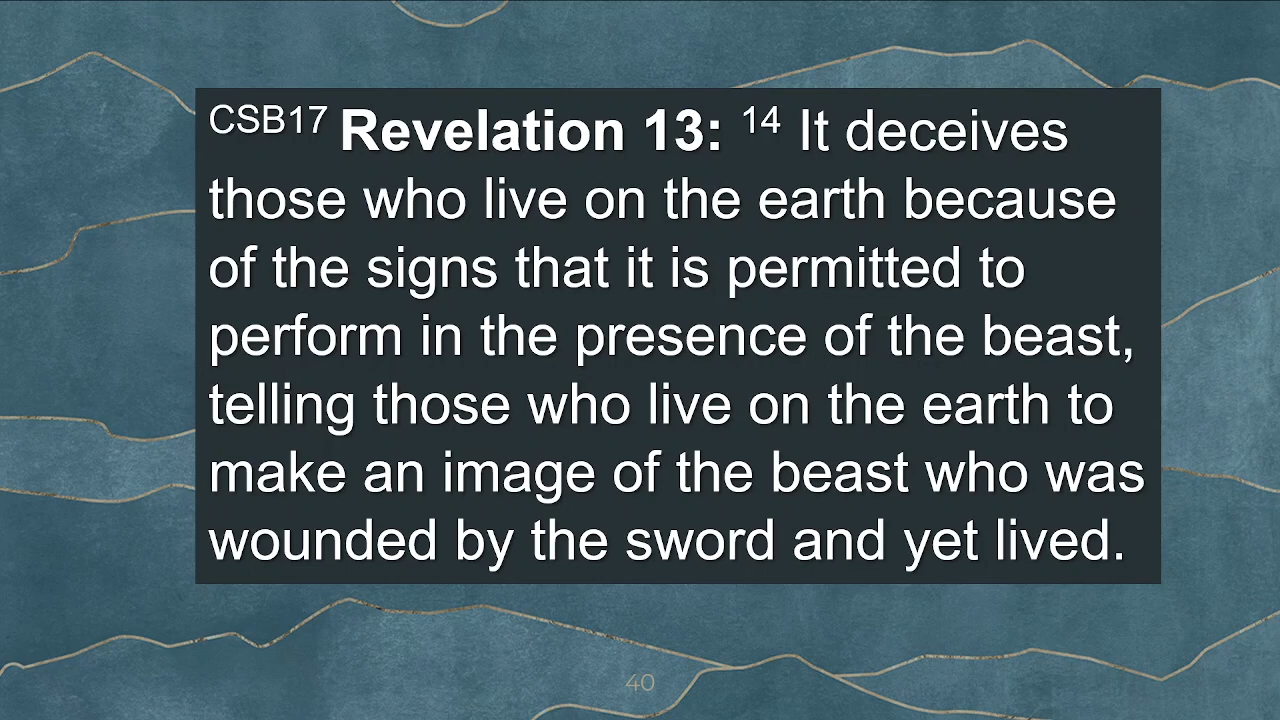 CSB17 Revelation 13: 14 It deceives
those who live on the earth because
of the signs that it is permitted to
perform in the presence of the beast,
telling those who live on the earth to
make an image of the beast who was
wounded by the sword and yet lived.
40